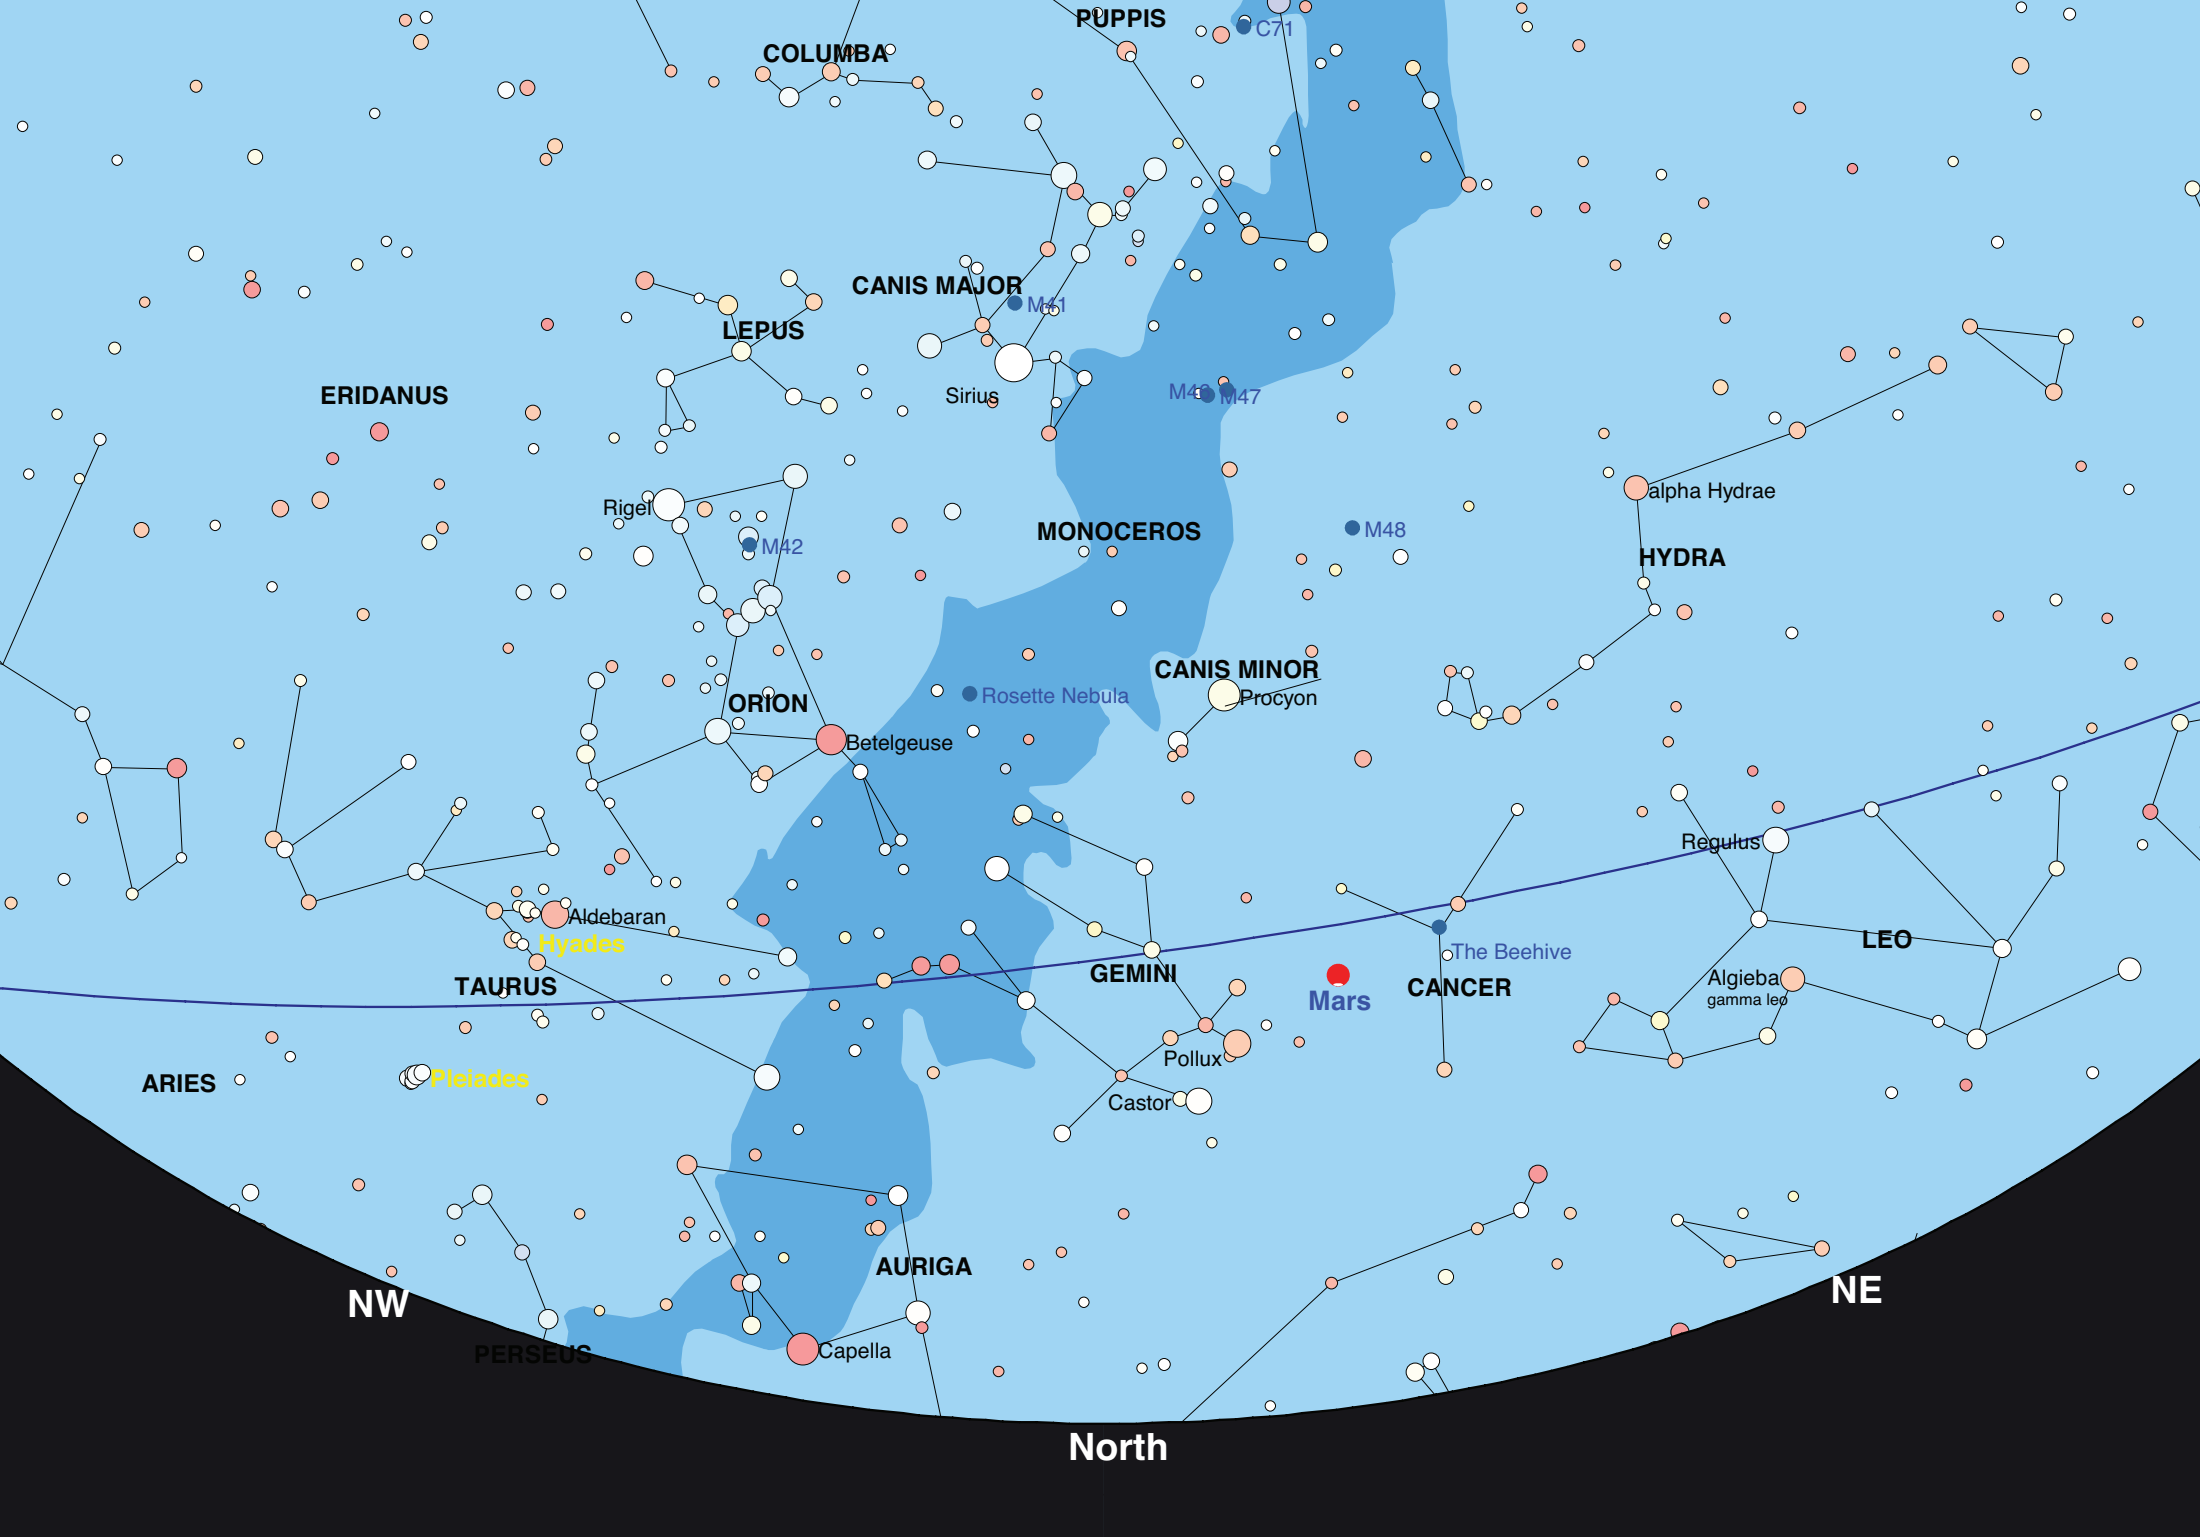 PUPPIS
C71
COLUMBA
CANIS MAJOR
M41
LEPUS
ERIDANUS
Sirius
M47
alpha Hydrae
Rigel
MONOCEROS
M48
M42
HYDRA
CANIS MINOR
Rosette Nebula
Procyon
ORION
Betelgeuse
Regulus
Aldebaran
Hyades
LEO
The Beehive
GEMINI
Algieba
gamma leo
TAURUS
CANCER
Mars
Pollux
ARIES
Pleiades
Castor
AURIGA
NW
NE
PERSEUS
Capella
North